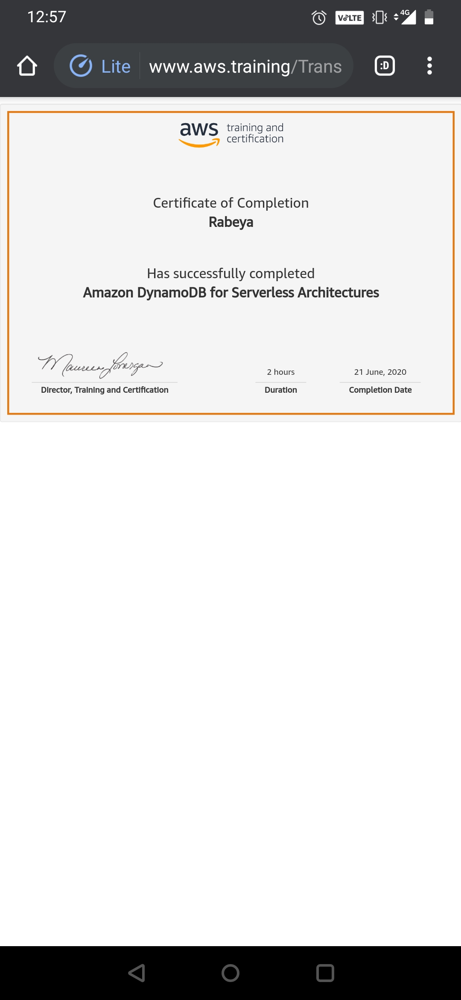 12:57
VoLTE
4G
Lite
www.aws.training/Trans
:D
aws
training and
certification
Certificate of Completion
Rabeya
Has successfully completed
Amazon DynamoDB for Serverless Architectures
Maureen Lonergan
2 hours
21 June, 2020
Director, Training and Certification
Duration
Completion Date